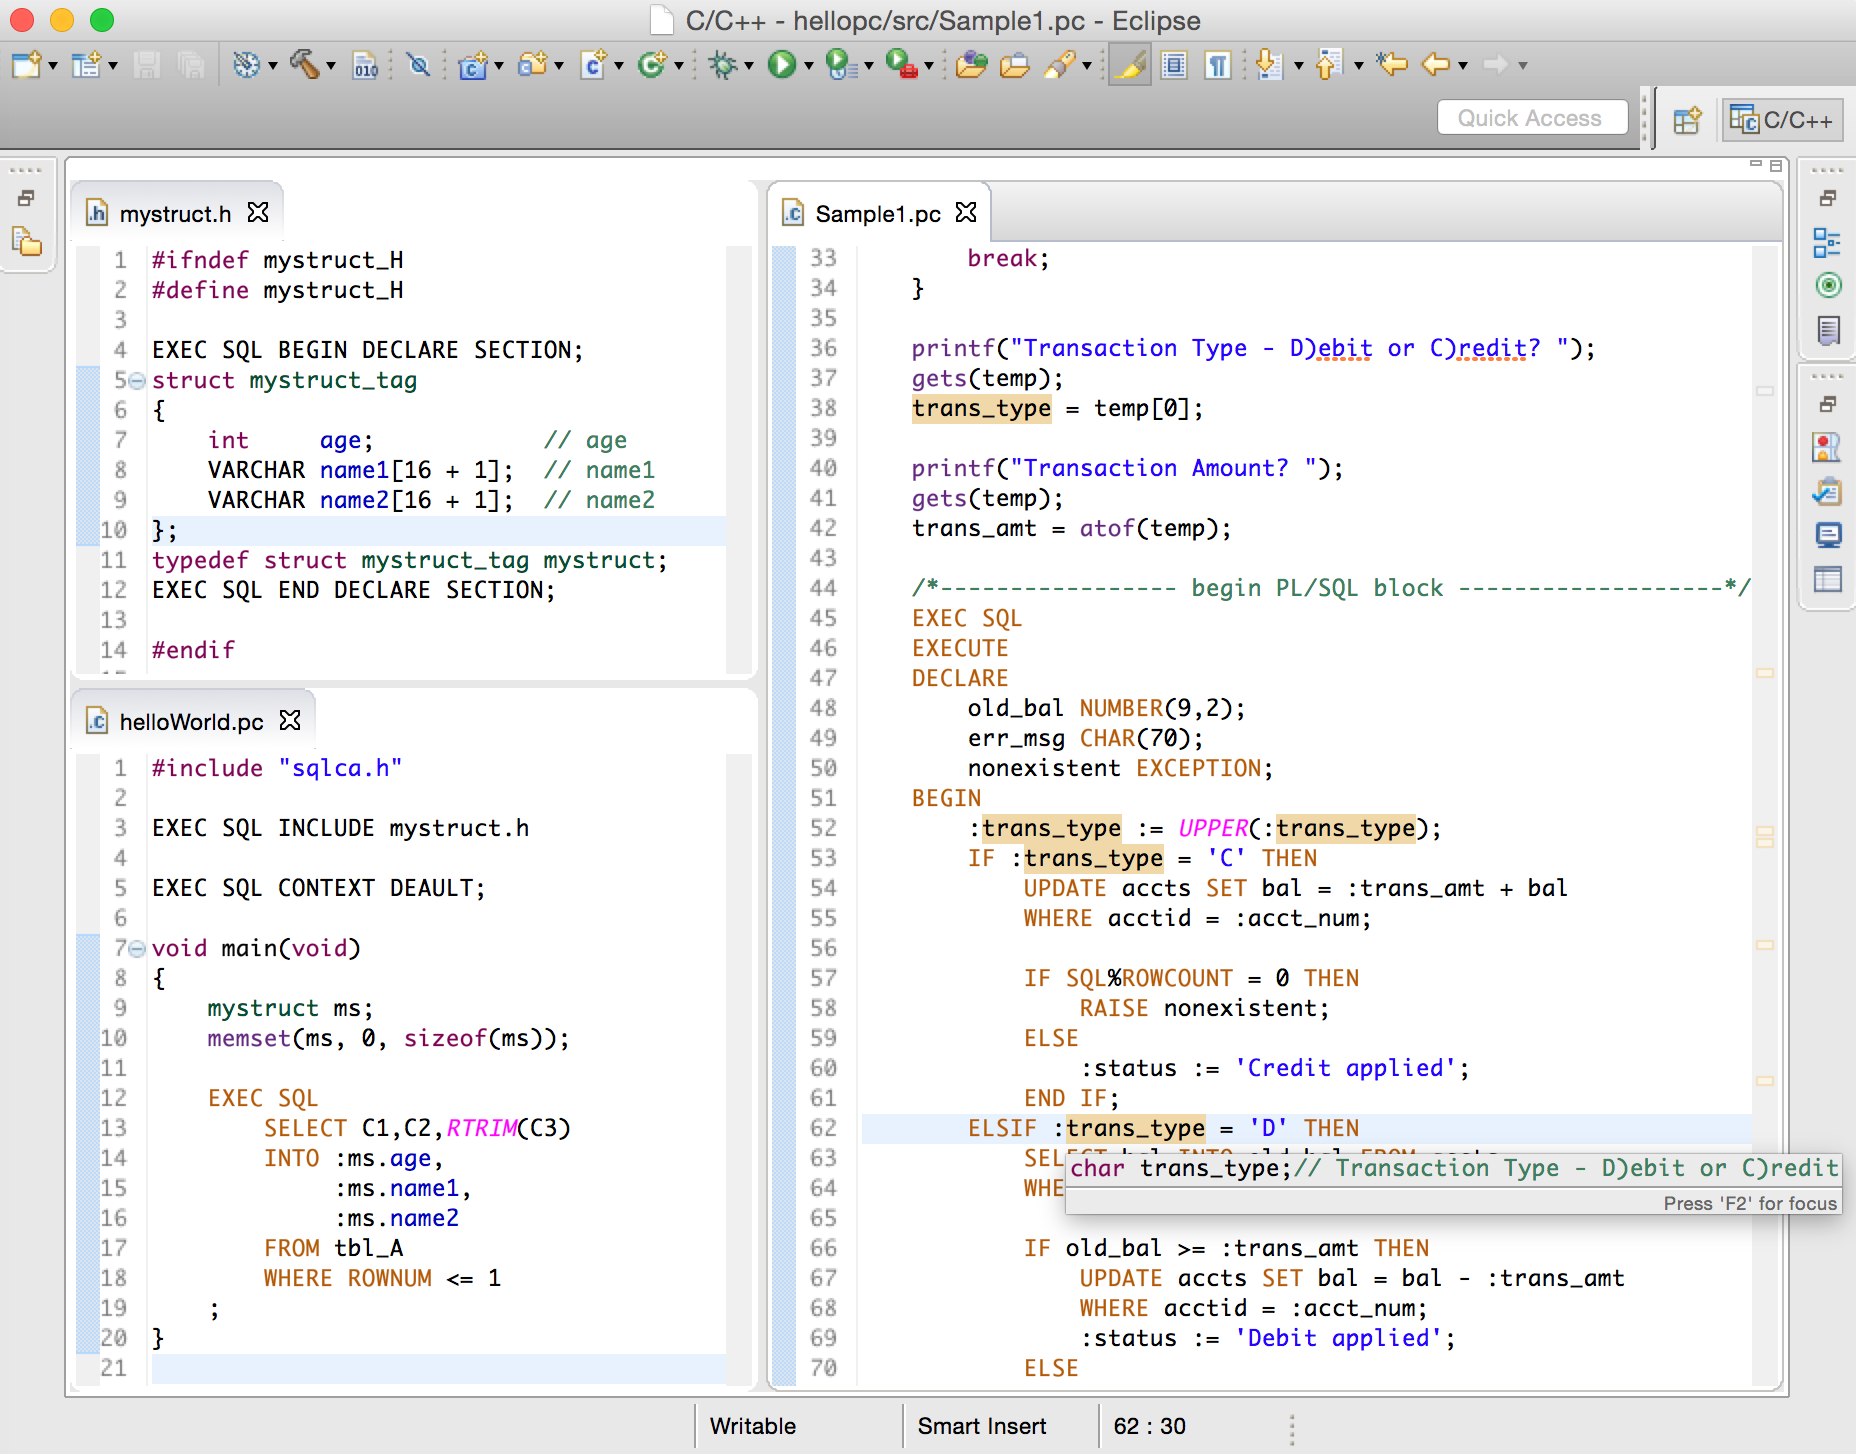 C/C++ - hellopc/src/Sample1.pc - Eclipse
010
Quick Access
C/C++
mystruct.h
1 #ifndef mystruct_H
2 #define mystruct_H
3
4 EXEC SQL BEGIN DECLARE SECTION;
5 struct mystruct_tag
6 {
7     int     age;            // age
8     VARCHAR name1[16 + 1];  // name1
9     VARCHAR name2[16 + 1];  // name2
10 };
11 typedef struct mystruct_tag mystruct;
12 EXEC SQL END DECLARE SECTION;
13
14 #endif
helloWorld.pc
1 #include "sqlca.h"
2
3 EXEC SQL INCLUDE mystruct.h
4
5 EXEC SQL CONTEXT DEAULT;
6
7 void main(void)
8 {
9     mystruct ms;
10     memset(ms, 0, sizeof(ms));
11
12     EXEC SQL
13         SELECT C1,C2,RTRIM(C3)
14         INTO :ms.age,
15              :ms.name1,
16              :ms.name2
17         FROM tbl_A
18         WHERE ROWNUM <= 1
19     ;
20 }
21
Sample1.pc
33         break;
34     }
35
36     printf("Transaction Type - D)ebit or C)redit? ");
37     gets(temp);
38     trans_type = temp[0];
39
40     printf("Transaction Amount? ");
41     gets(temp);
42     trans_amt = atof(temp);
43
44     /*----------------- begin PL/SQL block -------------------*/
45     EXEC SQL
46     EXECUTE
47     DECLARE
48         old_bal NUMBER(9,2);
49         err_msg CHAR(70);
50         nonexistent EXCEPTION;
51     BEGIN
52         :trans_type := UPPER(:trans_type);
53         IF :trans_type = 'C' THEN
54             UPDATE accts SET bal = :trans_amt + bal
55             WHERE acctid = :acct_num;
56
57             IF SQL%ROWCOUNT = 0 THEN
58                 RAISE nonexistent;
59             ELSE
60                 :status := 'Credit applied';
61             END IF;
62         ELSIF :trans_type = 'D' THEN
63             SEL
char trans_type;// Transaction Type - D)ebit or C)redit
64             WHE
Press 'F2' for focus
65
66             IF old_bal >= :trans_amt THEN
67                 UPDATE accts SET bal = bal - :trans_amt
68                 WHERE acctid = :acct_num;
69                 :status := 'Debit applied';
70             ELSE
Writable
Smart Insert
62 : 30